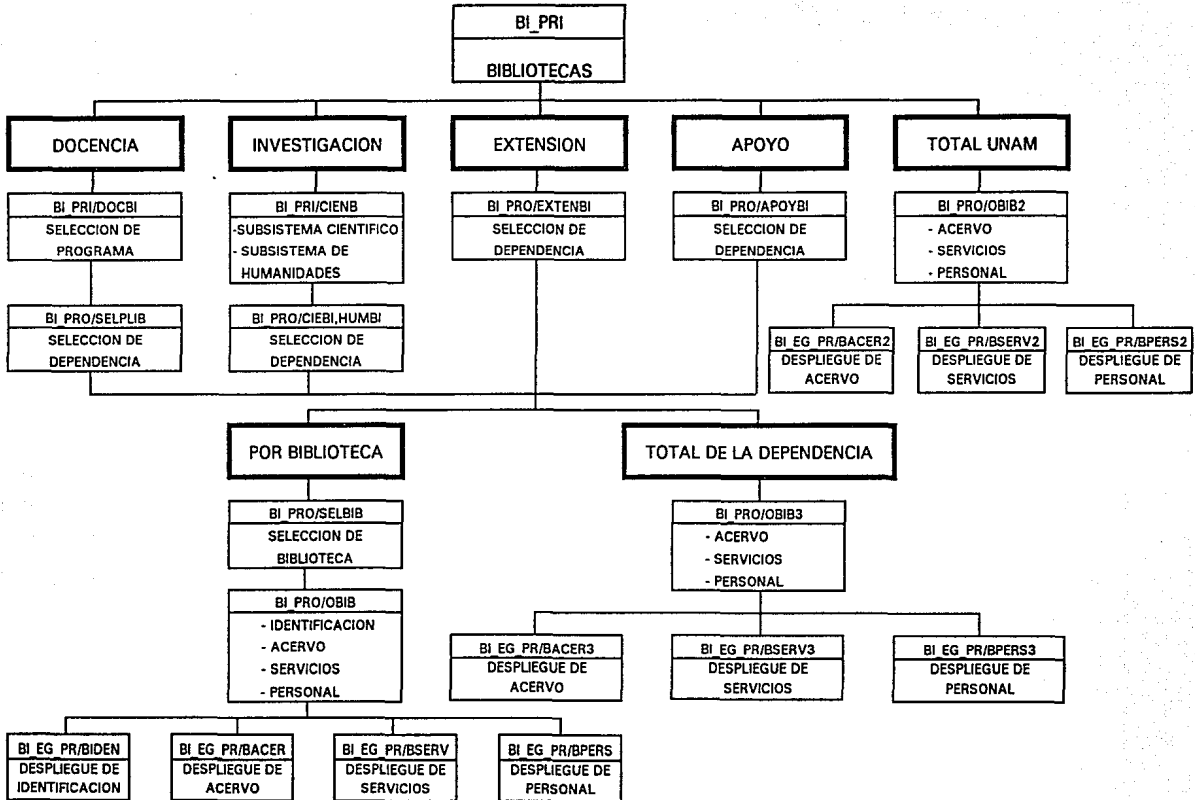 BI_PRI
BIBLIOTECAS
DOCENCIA
INVESTIGACION
EXTENSION
APOYO
TOTAL UNAM
BI_PRI/DOCBI
SELECCION DE
PROGRAMA
BI_PRI/CIENB
-SUBSISTEMA CIENTIFICO
- SUBSISTEMA DE
HUMANIDADES
BI_PRO/EXTENBI
SELECCION DE
DEPENDENCIA
BI_PRO/APOYBI
SELECCION DE
DEPENDENCIA
BI_PRO/OBIB2
- ACERVO
- SERVICIOS
- PERSONAL
BI_PRO/SELPLIB
SELECCION DE
DEPENDENCIA
BI_PRO/CIEBI,HUMBI
SELECCION DE
DEPENDENCIA
BI_EG_PR/BACER2
DESPLIEGUE DE
ACERVO
BI_EG_PR/BSERV2
DESPLIEGUE DE
SERVICIOS
BI_EG_PR/BPERS2
DESPLIEGUE DE
PERSONAL
POR BIBLIOTECA
TOTAL DE LA DEPENDENCIA
BI_PRO/SELBIB
SELECCION DE
BIBLIOTECA
BI_PRO/OBIB3
- ACERVO
- SERVICIOS
- PERSONAL
BI_PRO/OBIB
- IDENTIFICACION
- ACERVO
- SERVICIOS
- PERSONAL
BI_EG_PR/BACER3
DESPLIEGUE DE
ACERVO
BI_EG_PR/BSERV3
DESPLIEGUE DE
SERVICIOS
BI_EG_PR/BPERS3
DESPLIEGUE DE
PERSONAL
BI_EG_PR/BIDEN
DESPLIEGUE DE
IDENTIFICACION
BI_EG_PR/BACER
DESPLIEGUE DE
ACERVO
BI_EG_PR/BSERV
DESPLIEGUE DE
SERVICIOS
BI_EG_PR/BPERS
DESPLIEGUE DE
PERSONAL